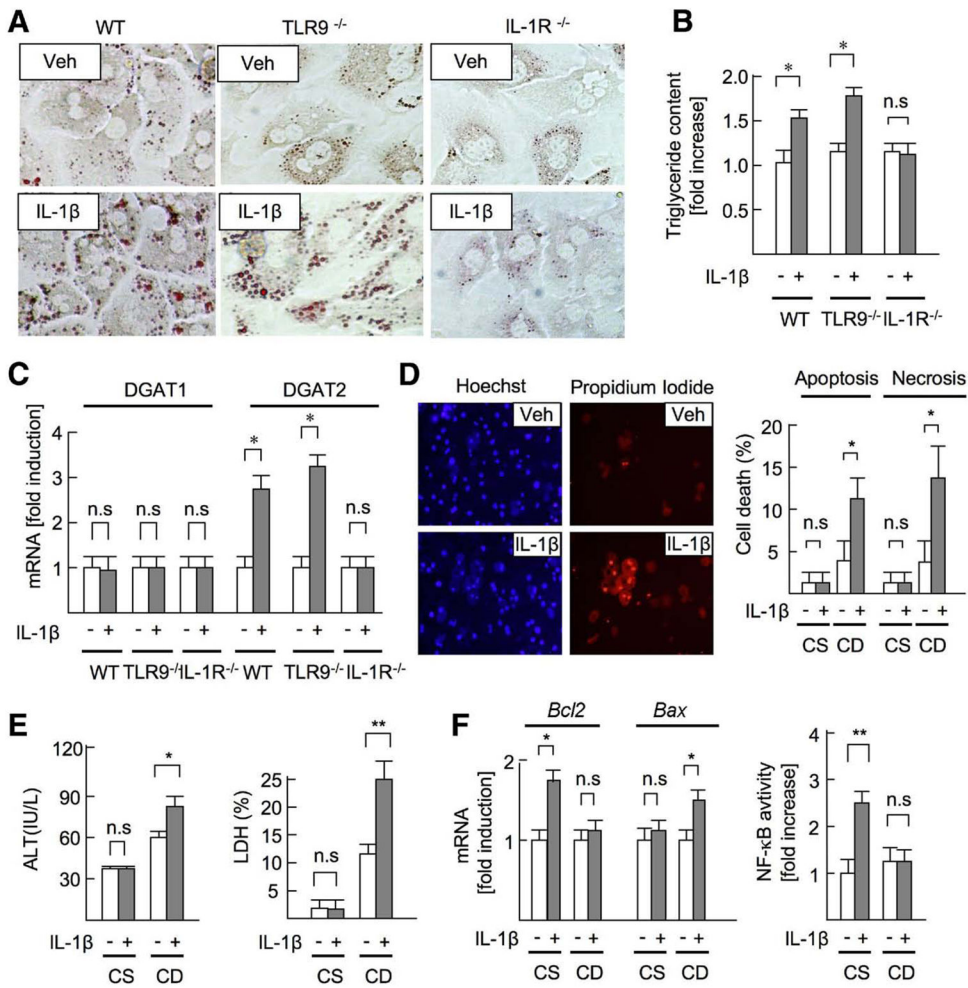 A
WT
TLR9 -/-
IL-1R -/-
Veh
Veh
Veh
IL-1β
IL-1β
IL-1β
B
Triglyceride content
[fold increase]
2.0
1.5
1.0
0.5
*
*
n.s
IL-1β
- + - + - +
WT TLR9-/- IL-1R-/-
C
DGAT1 DGAT2
mRNA [fold induction]
4
3
2
1
n.s n.s n.s * * n.s
IL-1β
- + - + - + - + - + - +
WT TLR9-/- IL-1R-/- WT TLR9-/- IL-1R-/-
D
Hoechst Propidium Iodide
Veh Veh
IL-1β IL-1β
Apoptosis Necrosis
Cell death (%)
20
15
10
5
n.s * n.s *
IL-1β
- + - + - + - +
CS CD CS CD
E
ALT(IU/L)
120
90
60
30
n.s *
IL-1β - + - +
CS CD
LDH (%)
25
20
15
10
5
n.s **
IL-1β - + - +
CS CD
F
Bcl2 Bax
mRNA
[fold induction]
2
1
* n.s n.s *
IL-1β - + - + - + - +
CS CD CS CD
NF-κB avtivity
[fold increase]
4
3
2
1
** n.s
IL-1β - + - +
CS CD